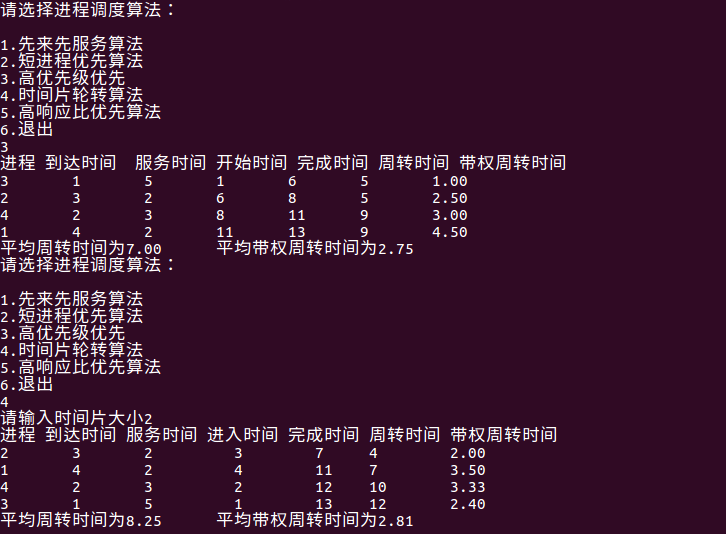 请选择进程调度算法：
1.先来先服务算法
2.短进程优先算法
3.高优先级优先
4.时间片轮转算法
5.高响应比优先算法
6.退出
3
进程 到达时间 服务时间 开始时间 完成时间 周转时间 带权周转时间
3 1 5 1 6 5 1.00
2 3 2 6 8 5 2.50
4 2 3 8 11 9 3.00
1 4 2 11 13 9 4.50
平均周转时间为7.00 平均带权周转时间为2.75
请选择进程调度算法：
1.先来先服务算法
2.短进程优先算法
3.高优先级优先
4.时间片轮转算法
5.高响应比优先算法
6.退出
4
请输入时间片大小2
进程 到达时间 服务时间 进入时间 完成时间 周转时间 带权周转时间
2 3 2 3 7 4 2.00
1 4 2 4 11 7 3.50
4 2 3 2 12 10 3.33
3 1 5 1 13 12 2.40
平均周转时间为8.25 平均带权周转时间为2.81